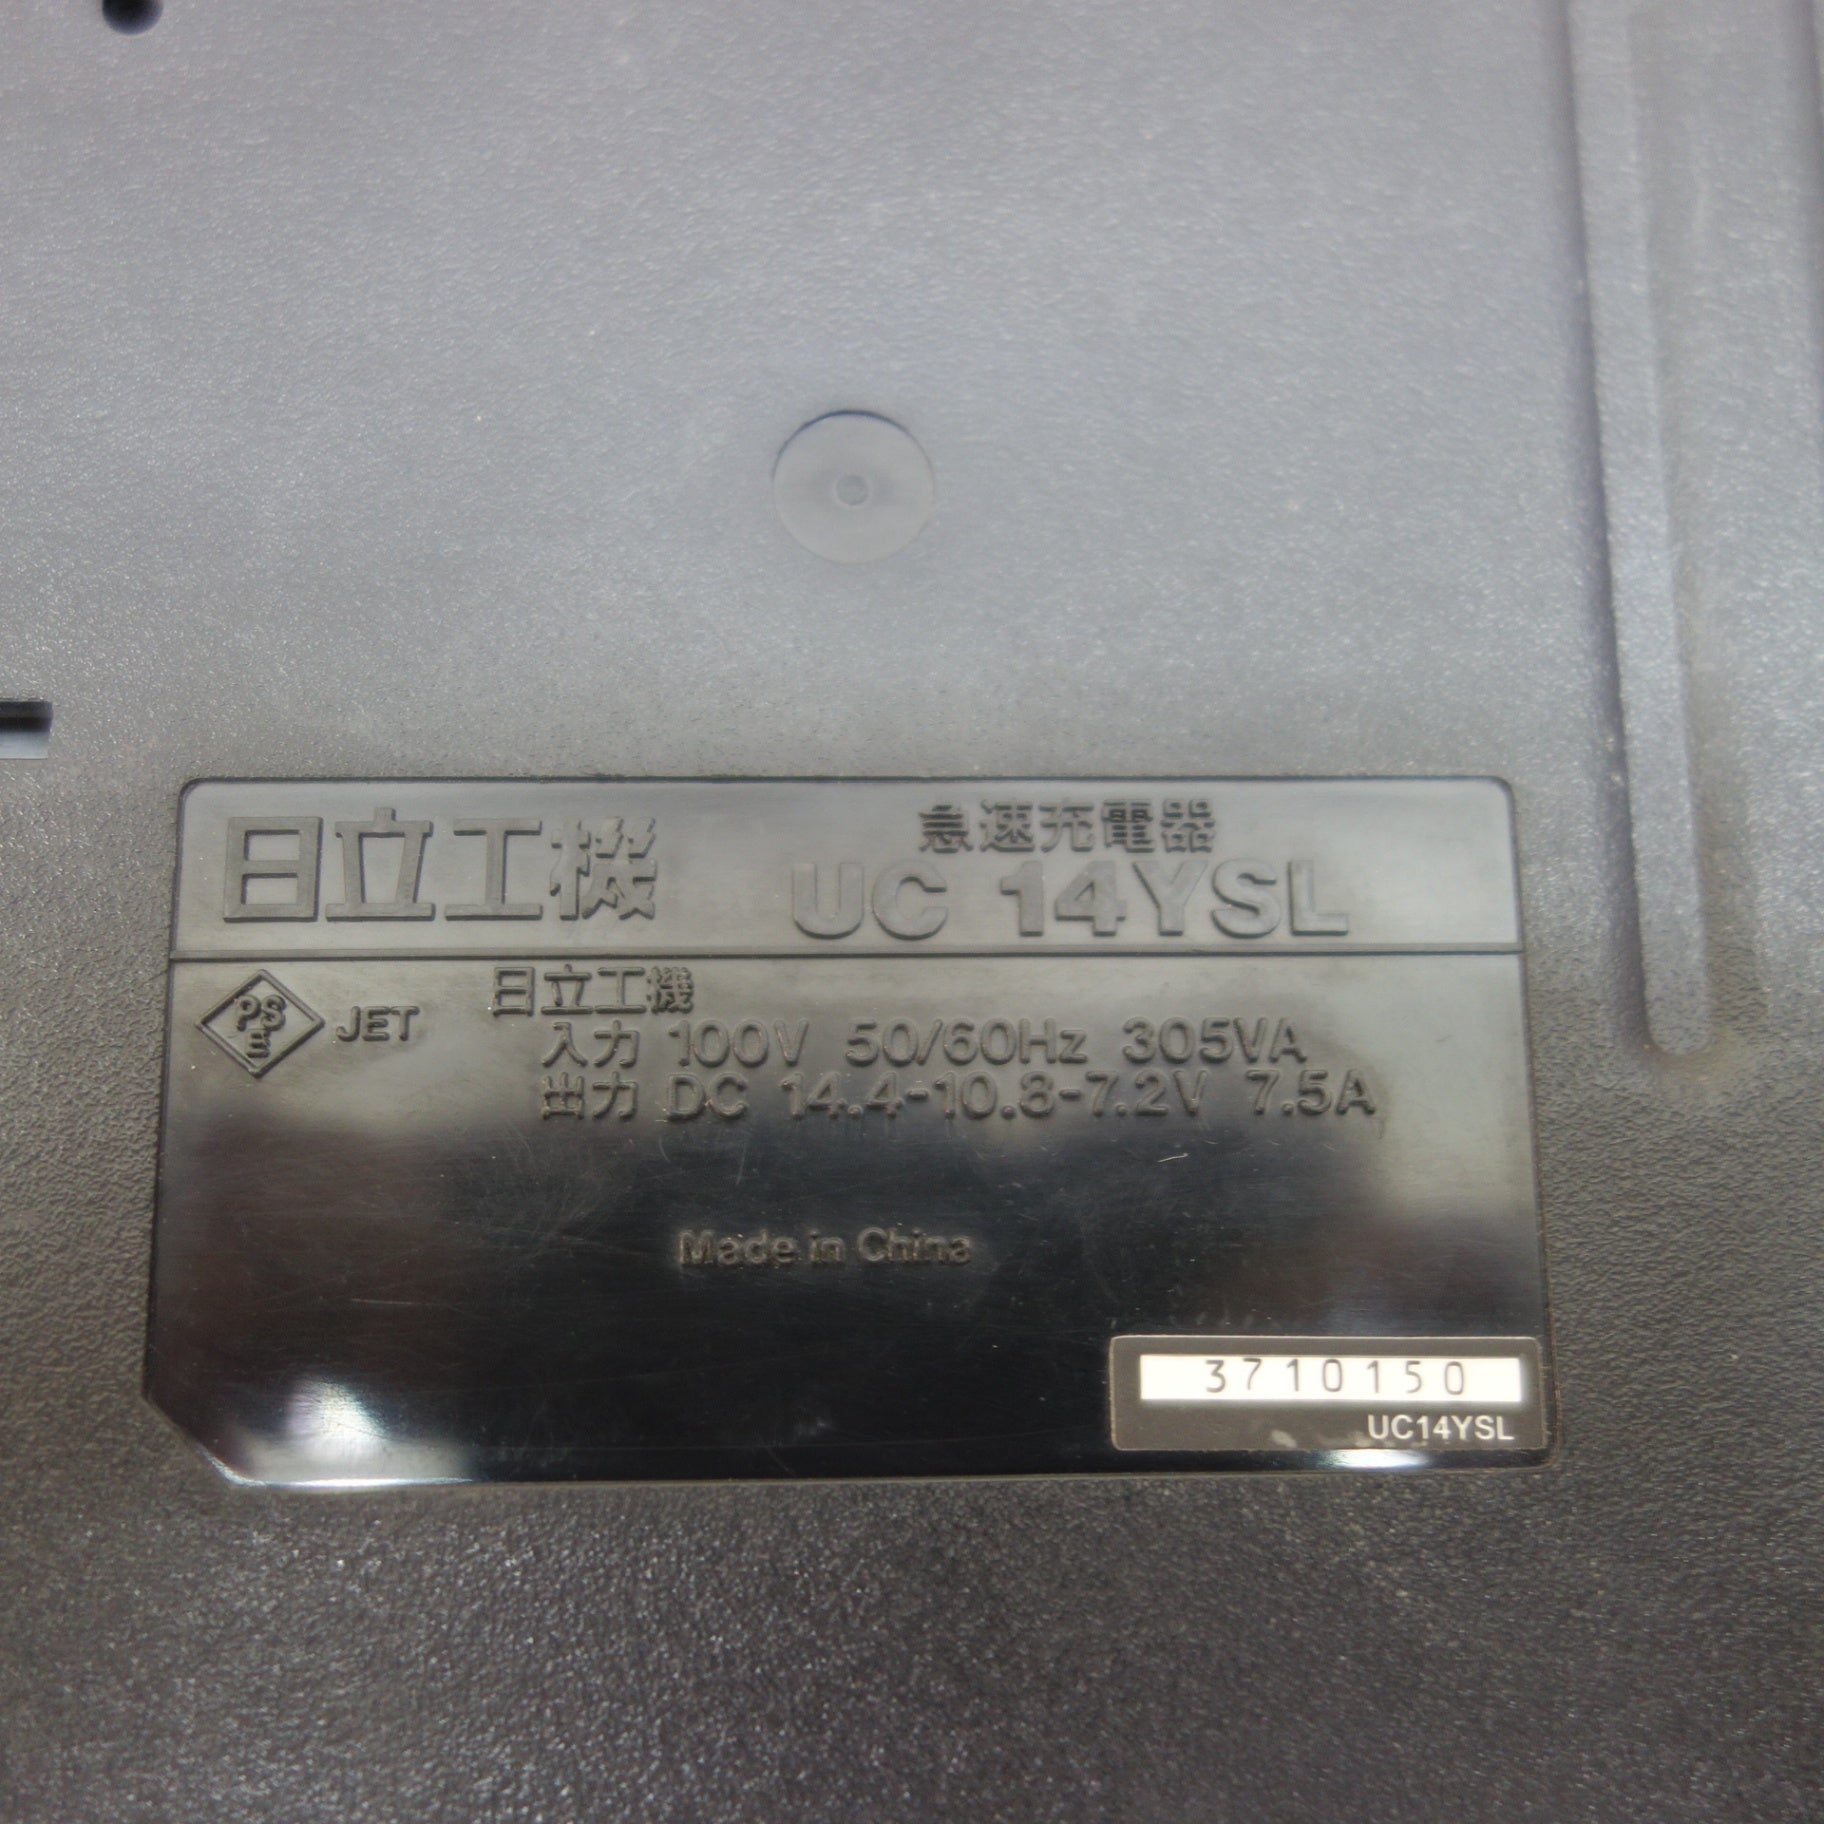 日立工機
急速充電器
UC 14YSL
PSE JET
日立工機
入力 100V 50/60Hz 305VA
出力 DC 14.4-10.8-7.2V 7.5A
Made in China
3710150
UC14YSL